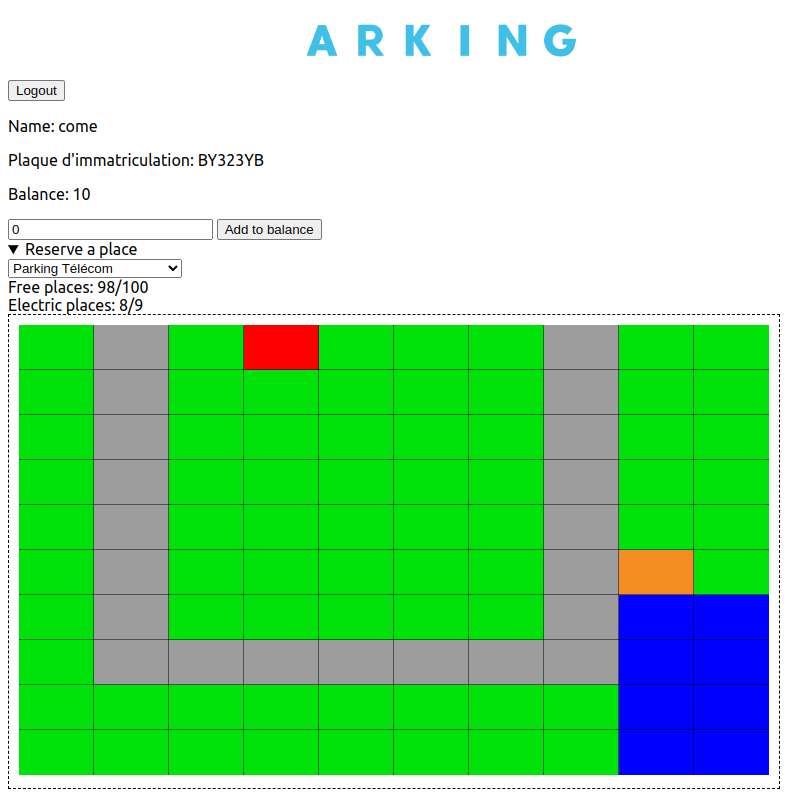 ARKING
Logout
Name: come
Plaque d'immatriculation: BY323YB
Balance: 10
0 Add to balance
Reserve a place
Parking Télécom
Free places: 98/100
Electric places: 8/9